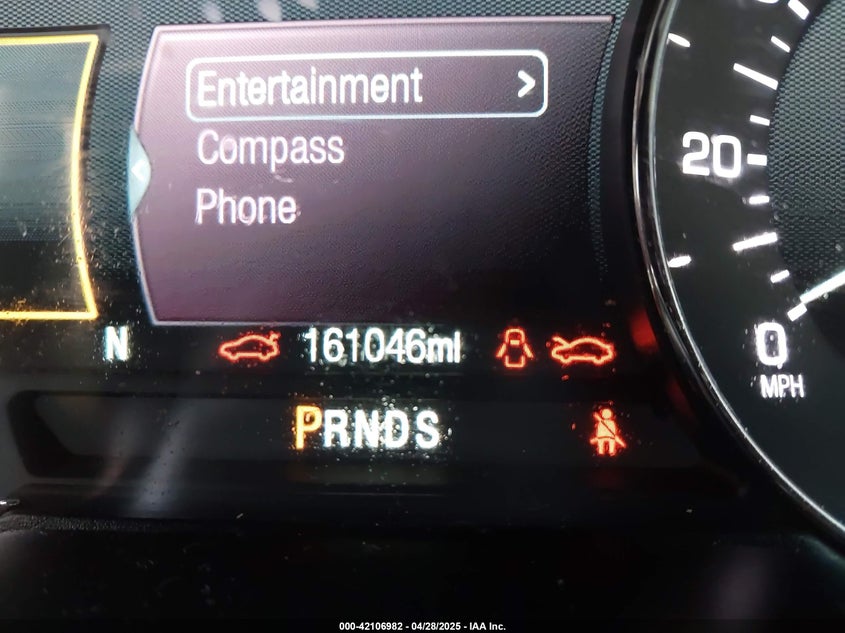 Entertainment >
Compass
Phone
20
N 161046mi
0
MPH
PRNDS
000-42106982 - 04/28/2025 - IAA Inc.